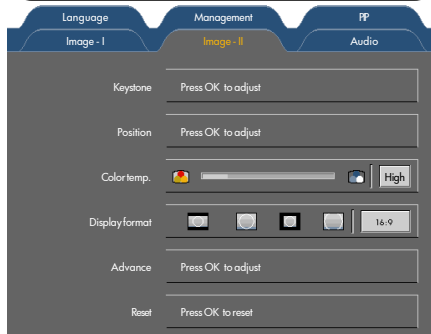 Language Management PIP
Image - I Image - II Audio
Keystone Press OK to adjust
Position Press OK to adjust
Color temp. High
Display format 16:9
Advance Press OK to adjust
Reset Press OK to reset